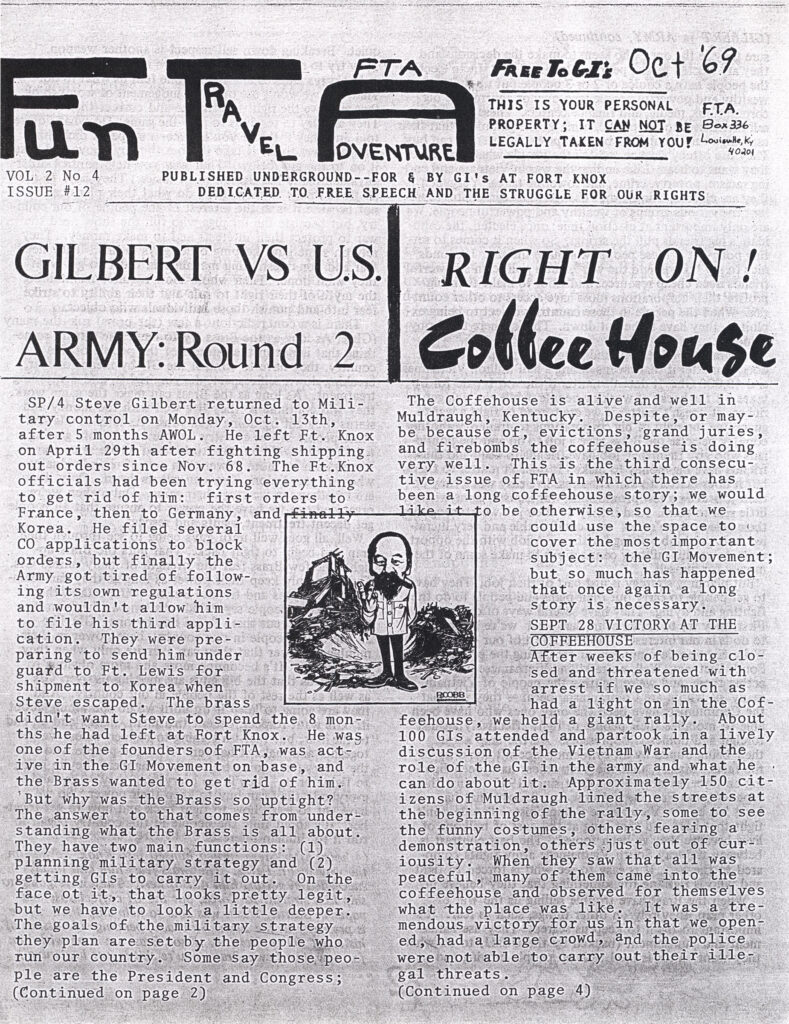 FTA
Fun Travel Adventure
FREE TO GI's Oct '69
THIS IS YOUR PERSONAL
PROPERTY; IT CAN NOT BE
LEGALLY TAKEN FROM YOU!
F.T.A.
Box 336
Louisville, Ky
40201
VOL 2 No 4
ISSUE #12
PUBLISHED UNDERGROUND--FOR & BY GI's AT FORT KNOX
DEDICATED TO FREE SPEECH AND THE STRUGGLE FOR OUR RIGHTS
GILBERT VS U.S.
ARMY: Round 2
SP/4 Steve Gilbert returned to Mili-
tary control on Monday, Oct. 13th,
after 5 months AWOL. He left Ft. Knox
on April 29th after fighting shipping
out orders since Nov. 68. The Ft.Knox
officials had been trying everything
to get rid of him: first orders to
France, then to Germany, and finally
Korea. He filed several
CO applications to block
orders, but finally the
Army got tired of follow-
ing its own regulations
and wouldn't allow him
to file his third appli-
cation. They were pre-
paring to send him under
guard to Ft. Lewis for
shipment to Korea when
Steve escaped. The brass
didn't want Steve to spend the 8 mon-
ths he had left at Fort Knox. He was
one of the founders of FTA, was act-
ive in the GI Movement on base, and
the Brass wanted to get rid of him.
But why was the Brass so uptight?
The answer to that comes from under-
standing what the Brass is all about.
They have two main functions: (1)
planning military strategy and (2)
getting GIs to carry it out. On the
face ot it, that looks pretty legit,
but we have to look a little deeper.
The goals of the military strategy
they plan are set by the people who
run our country. Some say those peo-
ple are the President and Congress;
(Continued on page 2)
R.COBB
RIGHT ON!
Coffee House
The Coffehouse is alive and well in
Muldraugh, Kentucky. Despite, or may-
be because of, evictions, grand juries,
and firebombs the coffeehouse is doing
very well. This is the third consecu-
tive issue of FTA in which there has
been a long coffeehouse story; we would
like it to be otherwise, so that we
could use the space to
cover the most important
subject: the GI Movement;
but so much has happened
that once again a long
story is necessary.
SEPT 28 VICTORY AT THE
COFFEEHOUSE
After weeks of being clo-
sed and threatened with
arrest if we so much as
had a light on in the Cof-
feehouse, we held a giant rally. About
100 GIs attended and partook in a lively
discussion of the Vietnam War and the
role of the GI in the army and what he
can do about it. Approximately 150 cit-
izens of Muldraugh lined the streets at
the beginning of the rally, some to see
the funny costumes, others fearing a
demonstration, others just out of cur-
iousity. When they saw that all was
peaceful, many of them came into the
coffeehouse and observed for themselves
what the place was like. It was a tre-
mendous victory for us in that we open-
ed, had a large crowd, and the police
were not able to carry out their ille-
gal threats.
(Continued on page 4)